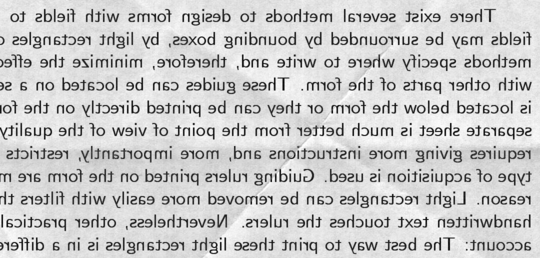 There exist several methods to design forms with fields to
fields may be surrounded by bounding boxes, by light rectangles o
methods specify where to write and, therefore, minimize the effec
with other parts of the form. These guides can be located on a se
is located below the form or they can be printed directly on the for
separate sheet is much better from the point of view of the quality
requires giving more instructions and, more importantly, restricts
type of acquisition is used. Guiding rulers printed on the form are m
reason. Light rectangles can be removed more easily with filters th
handwritten text touches the rulers. Nevertheless, other practical
account: The best way to print these light rectangles is in a differe